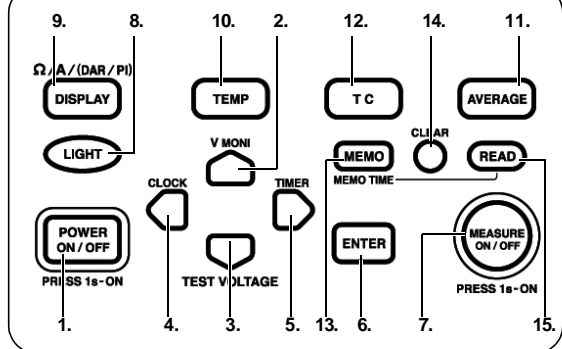 9. 8. 10. 2. 12. 14. 11.
Ω/A/(DAR/PI)
DISPLAY TEMP T C AVERAGE
CLEAR
LIGHT V MONI MEMO READ
MEMO TIME
CLOCK TIMER
POWER
ON/OFF
ENTER
MEASURE
ON/OFF
PRESS 1s-ON TEST VOLTAGE PRESS 1s-ON
1. 4. 3. 5. 13. 6. 7. 15.